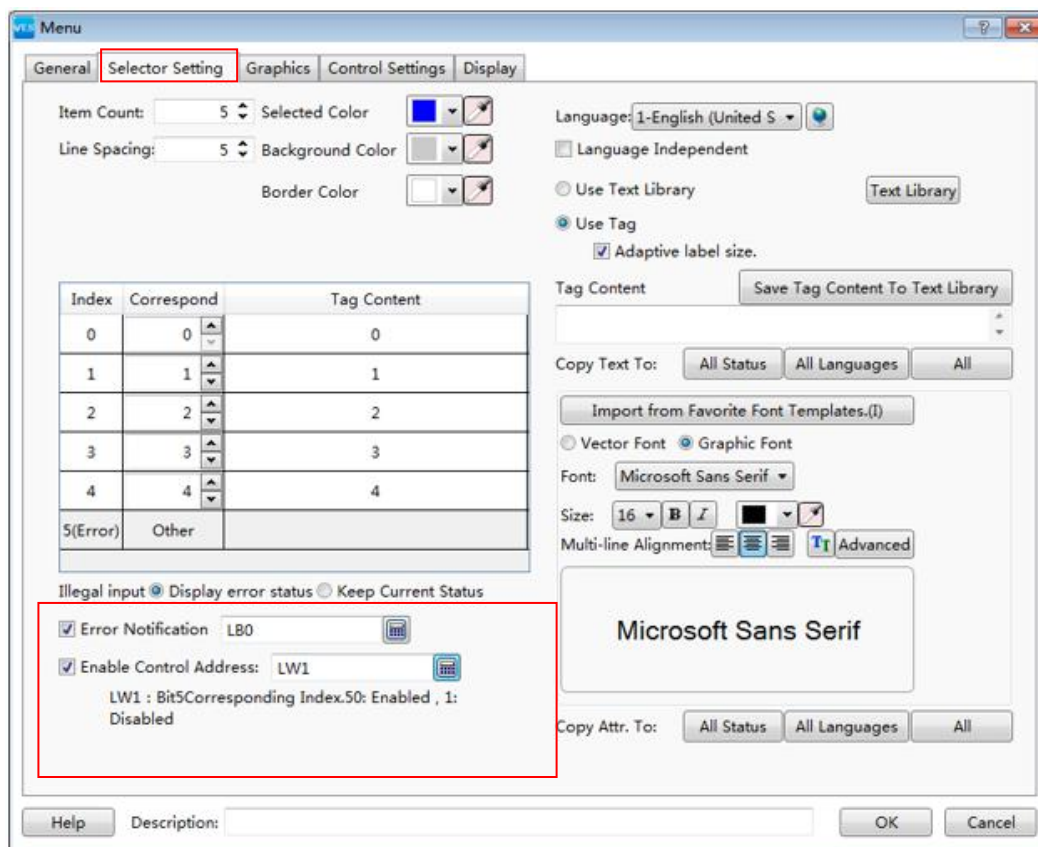 Menu
General Selector Setting Graphics Control Settings Display
Item Count: 5 Selected Color
Line Spacing: 5 Background Color
Border Color
Language: 1-English (United S
Language Independent
Use Text Library Text Library
Use Tag
Adaptive label size.
Index Correspond Tag Content
0 0 0
1 1 1
2 2 2
3 3 3
4 4 4
5(Error) Other
Tag Content Save Tag Content To Text Library
Copy Text To: All Status All Languages All
Import from Favorite Font Templates.(I)
Vector Font Graphic Font
Font: Microsoft Sans Serif
Size: 16 B I
Multi-line Alignment: TT Advanced
Microsoft Sans Serif
Copy Attr. To: All Status All Languages All
Illegal input Display error status Keep Current Status
Error Notification LB0
Enable Control Address: LW1
LW1 : Bit5Corresponding Index.50: Enabled , 1:
Disabled
Help Description: OK Cancel